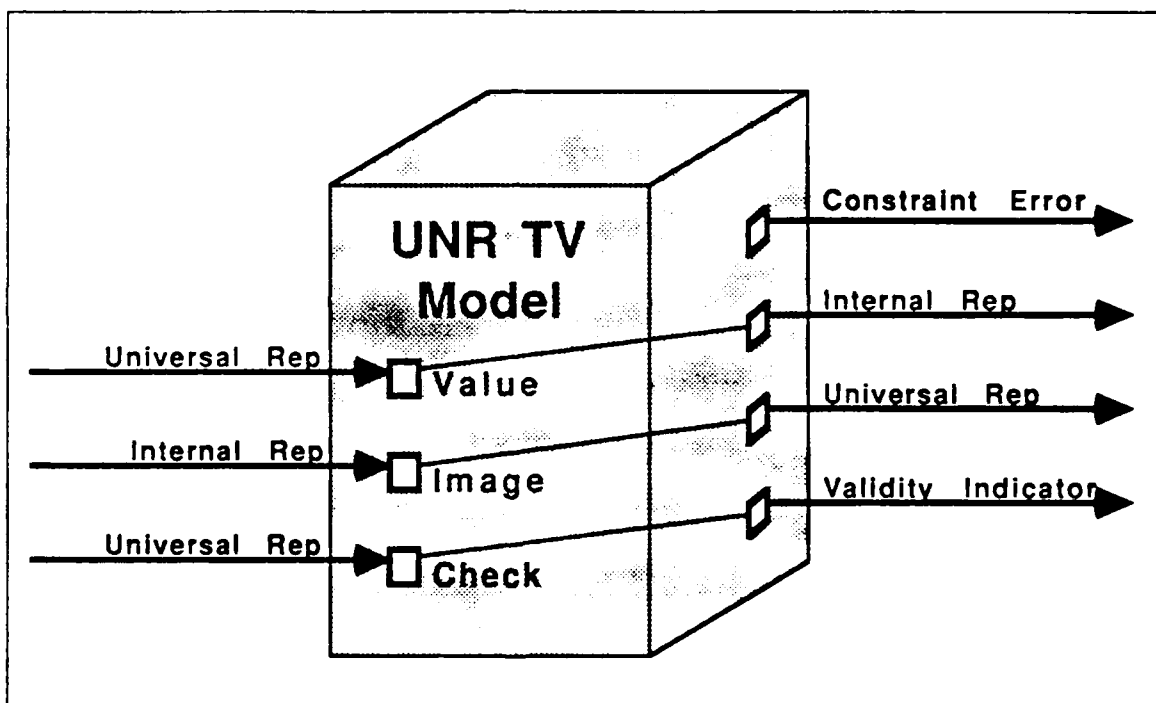 UNR TV
Model
Universal Rep
Value
Internal Rep
Image
Universal Rep
Check
Constraint Error
Internal Rep
Universal Rep
Validity Indicator